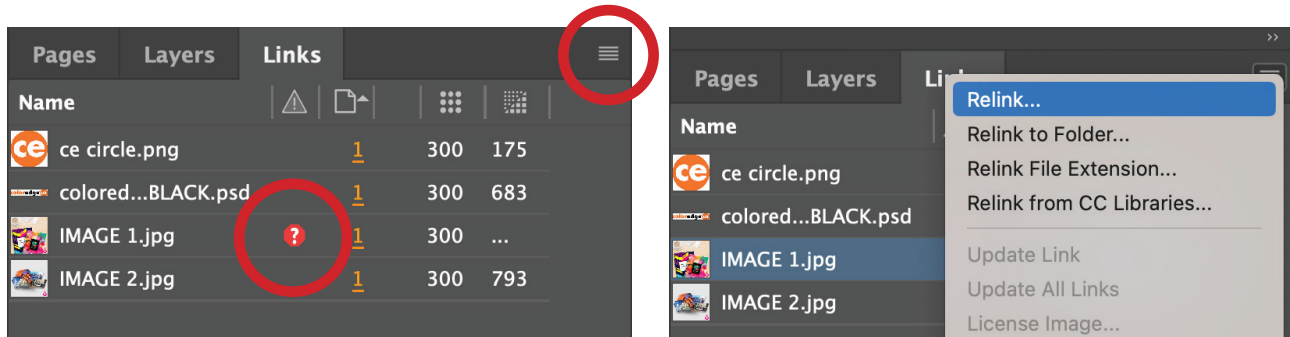 Pages Layers Links
Name
ce ce circle.png 1 300 175
colored...BLACK.psd 1 300 683
IMAGE 1.jpg ? 1 300 ...
IMAGE 2.jpg 1 300 793
Pages Layers Lin
Name
ce ce circle.png
colored...BLACK.psd
IMAGE 1.jpg
IMAGE 2.jpg
Relink...
Relink to Folder...
Relink File Extension...
Relink from CC Libraries...
Update Link
Update All Links
License Image...